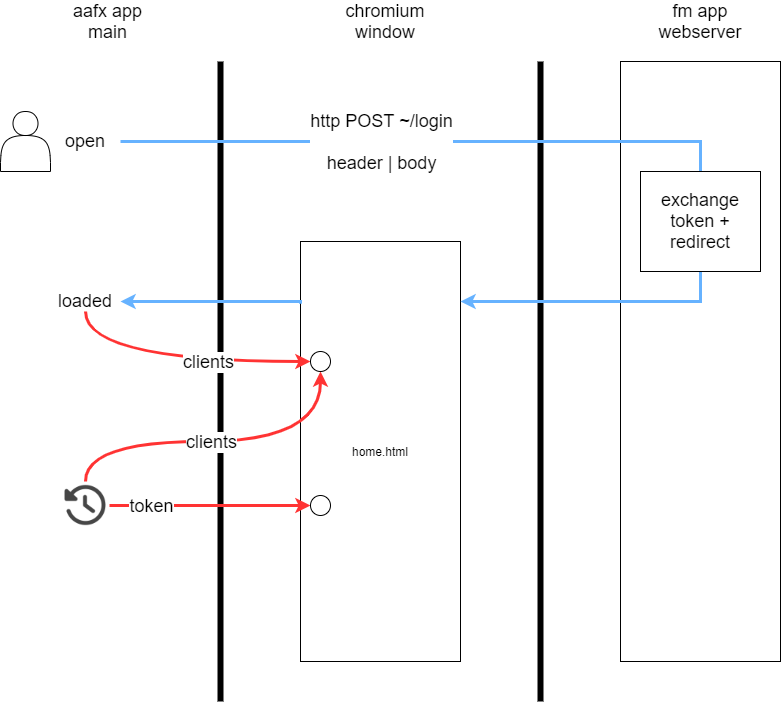 aafx app
main
chromium
window
fm app
webserver
http POST ~/login
open
header | body
exchange
token +
redirect
loaded
clients
clients
home.html
token